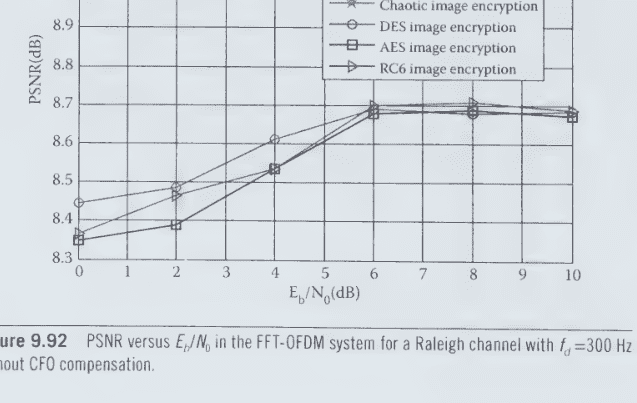 Chaotic image encryption
DES image encryption
AES image encryption
RC6 image encryption
PSNR(dB)
8.9
8.8
8.7
8.6
8.5
8.4
8.3
0 1 2 3 4 5 6 7 8 9 10
E_b/N_0(dB)
ure 9.92 PSNR versus E_b/N_0 in the FFT-OFDM system for a Raleigh channel with f_d =300 Hz
hout CFO compensation.